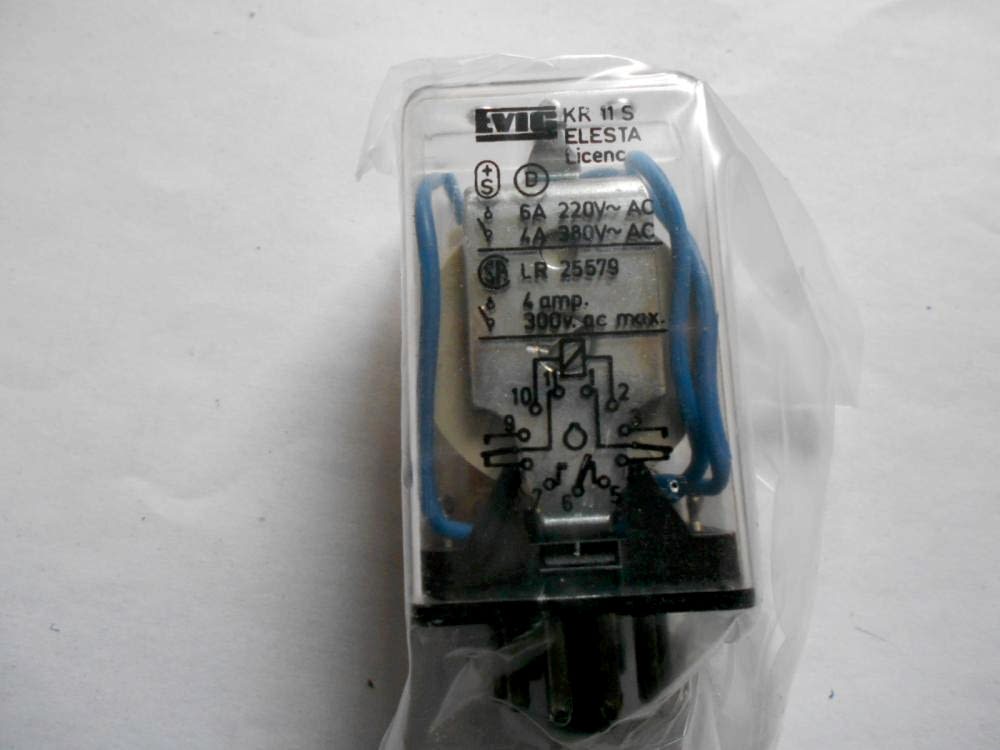 EVIG KR 11 S
ELESTA
Licenc
+S D
6A 220V~ AC
4A 380V~ AC
SA LR 25579
4 amp.
300v. ac max.
11 1
10 2
9 3
7 5
6